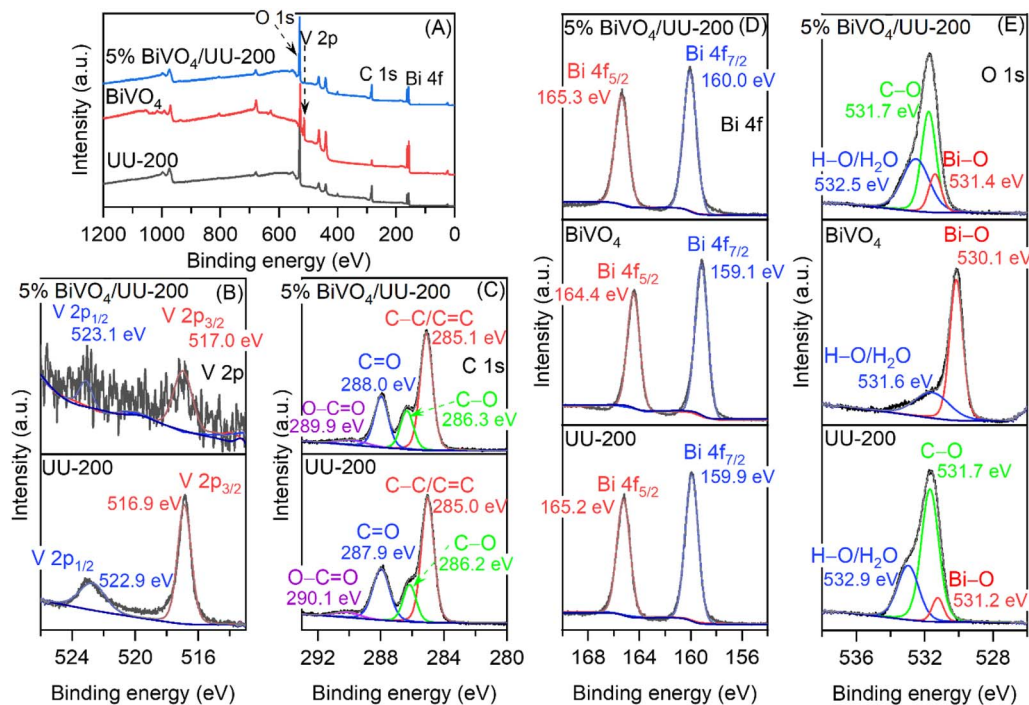 O 1s
V 2p
(A)
5% BiVO4/UU-200
C 1s
Bi 4f
BiVO4
UU-200
Intensity (a.u.)
1200 1000 800 600 400 200 0
Binding energy (eV)
5% BiVO4/UU-200 (B)
V 2p1/2
523.1 eV
V 2p3/2
517.0 eV
V 2p
UU-200
V 2p3/2
516.9 eV
V 2p1/2
522.9 eV
Intensity (a.u.)
524 520 516
Binding energy (eV)
5% BiVO4/UU-200 (C)
C–C/C=C
285.1 eV
C 1s
C=O
288.0 eV
C–O
286.3 eV
O–C=O
289.9 eV
UU-200
C–C/C=C
285.0 eV
C=O
287.9 eV
C–O
286.2 eV
O–C=O
290.1 eV
Intensity (a.u.)
292 288 284 280
Binding energy (eV)
5% BiVO4/UU-200 (D)
Bi 4f7/2
160.0 eV
Bi 4f5/2
165.3 eV
Bi 4f
BiVO4
Bi 4f7/2
159.1 eV
Bi 4f5/2
164.4 eV
UU-200
Bi 4f7/2
159.9 eV
Bi 4f5/2
165.2 eV
Intensity (a.u.)
168 164 160 156
Binding energy (eV)
5% BiVO4/UU-200 (E)
O 1s
C–O
531.7 eV
H–O/H2O
532.5 eV
Bi–O
531.4 eV
BiVO4
Bi–O
530.1 eV
H–O/H2O
531.6 eV
UU-200
C–O
531.7 eV
H–O/H2O
532.9 eV
Bi–O
531.2 eV
Intensity (a.u.)
536 532 528
Binding energy (eV)